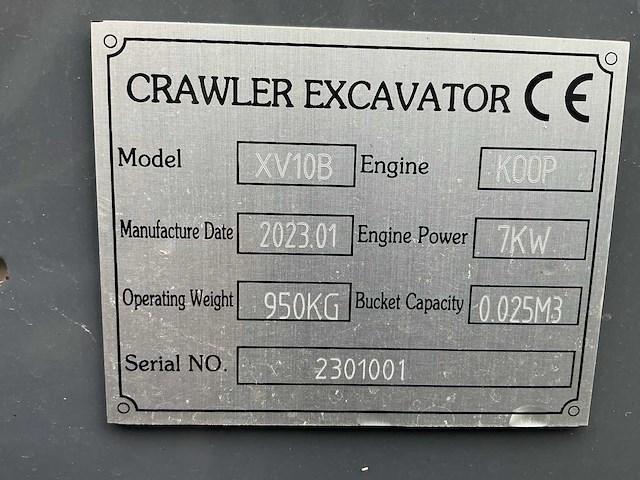 CRAWLER EXCAVATOR CE
Model XV10B Engine KOOP
Manufacture Date 2023.01 Engine Power 7KW
Operating Weight 950KG Bucket Capacity 0.025M3
Serial NO. 2301001